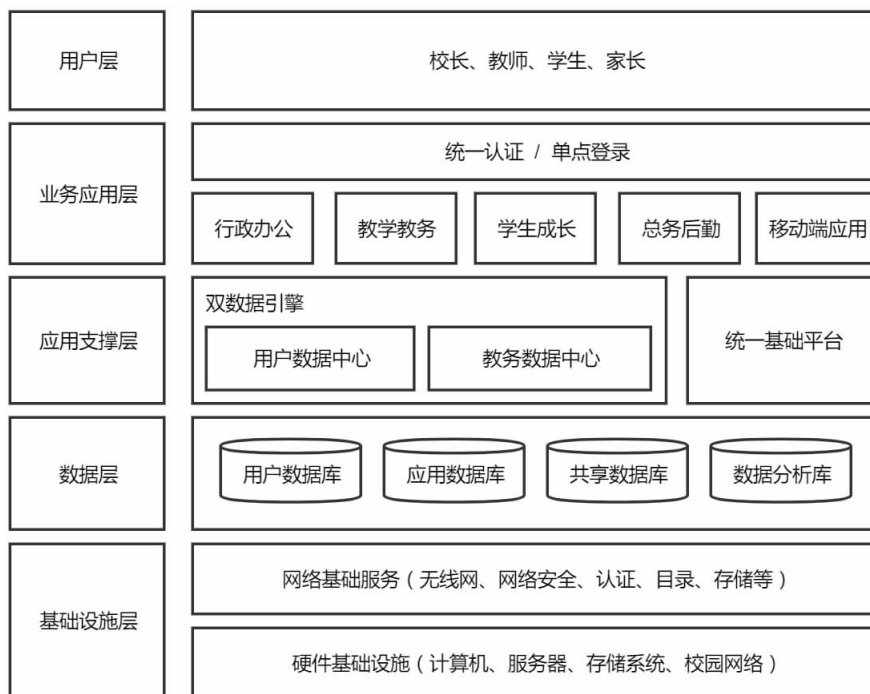 用户层
校长、教师、学生、家长
业务应用层
统一认证 / 单点登录
行政办公
教学教务
学生成长
总务后勤
移动端应用
应用支撑层
双数据引擎
用户数据中心
教务数据中心
统一基础平台
数据层
用户数据库
应用数据库
共享数据库
数据分析库
基础设施层
网络基础服务（无线网、网络安全、认证、目录、存储等）
硬件基础设施（计算机、服务器、存储系统、校园网络）